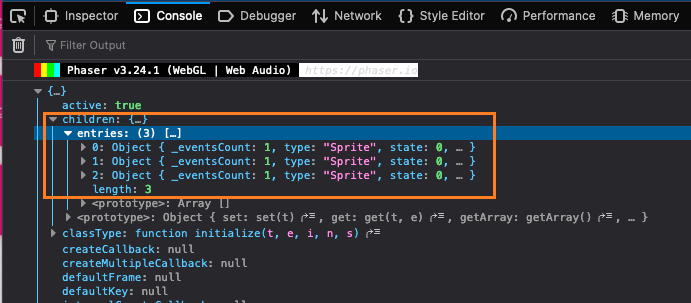 Inspector Console Debugger Network Style Editor Performance Memory
Filter Output
Phaser v3.24.1 (WebGL | Web Audio) https://phaser.io
{…}
active: true
children: {…}
entries: (3) […]
0: Object { _eventsCount: 1, type: "Sprite", state: 0, … }
1: Object { _eventsCount: 1, type: "Sprite", state: 0, … }
2: Object { _eventsCount: 1, type: "Sprite", state: 0, … }
length: 3
<prototype>: Array []
<prototype>: Object { set: set(t), get: get(t, e), getArray: getArray(), … }
classType: function initialize(t, e, i, n, s)
createCallback: null
createMultipleCallback: null
defaultFrame: null
defaultKey: null